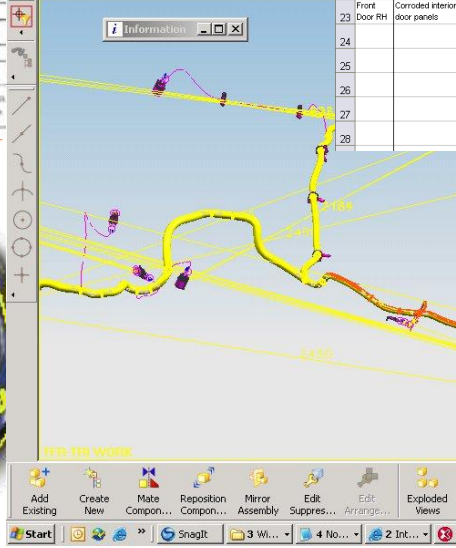 Information
23 Front Door RH Corroded interior door panels
24
25
26
27
28
2184
2450
Add Existing
Create New
Mate Compon...
Reposition Compon...
Mirror Assembly
Edit Suppres...
Edit Arrange...
Exploded Views
Start
»
SnagIt
3 Wi...
4 No...
2 Int...